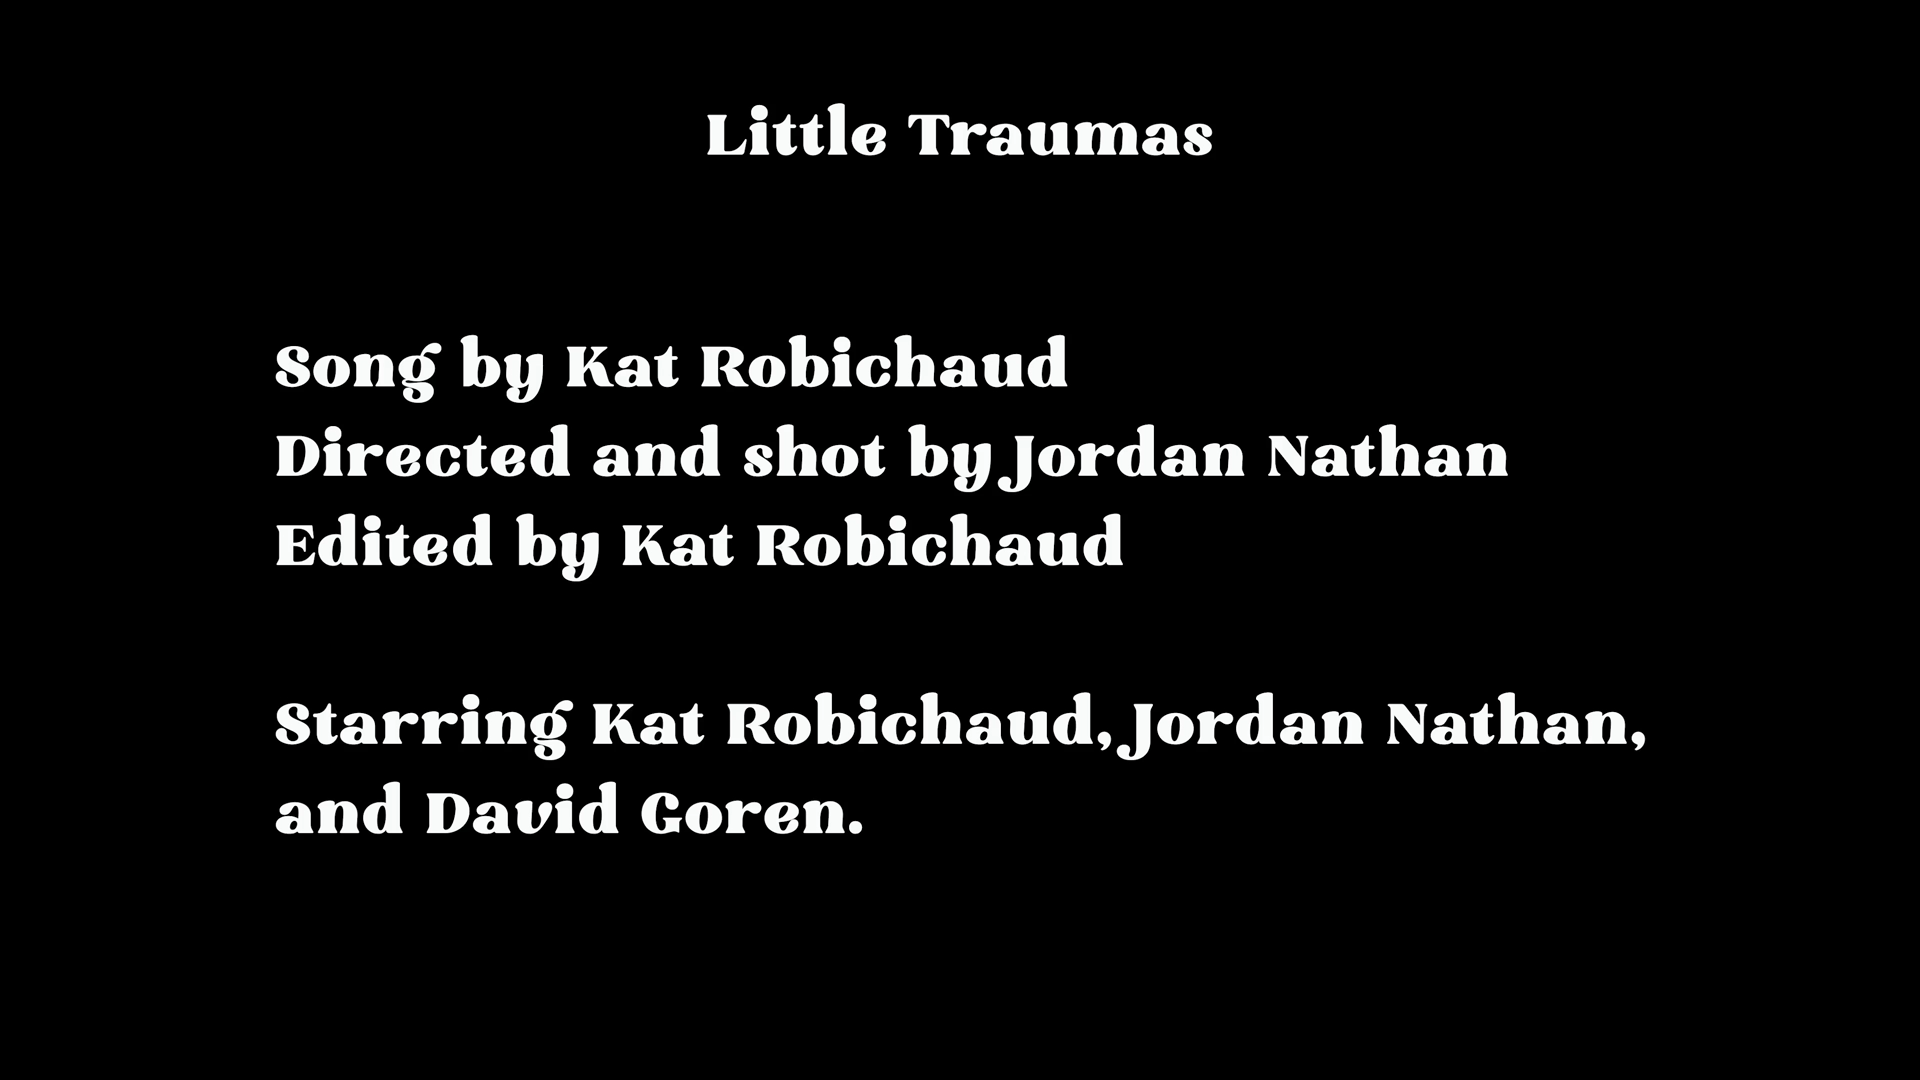 Little Traumas
Song by Kat Robichaud
Directed and shot by Jordan Nathan
Edited by Kat Robichaud
Starring Kat Robichaud, Jordan Nathan,
and David Goren.